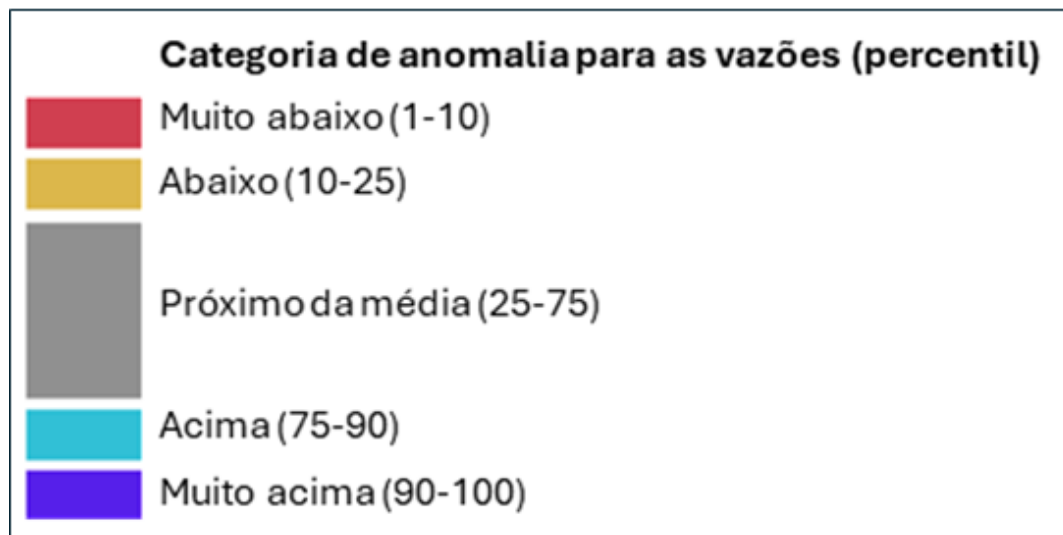 Categoria de anomalia para as vazões (percentil)
Muito abaixo (1-10)
Abaixo (10-25)
Próximo da média (25-75)
Acima (75-90)
Muito acima (90-100)